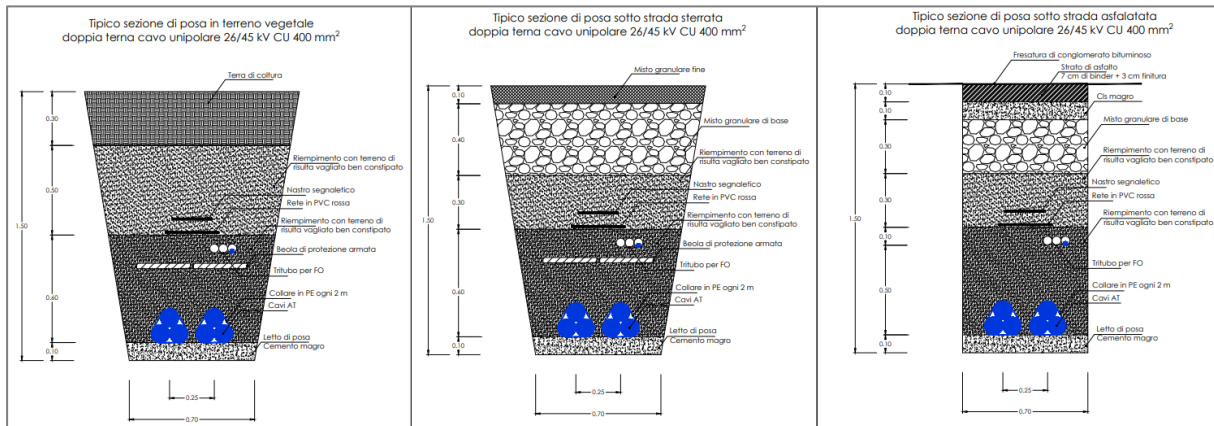 Tipico sezione di posa in terreno vegetale
doppia terna cavo unipolare 26/45 kV CU 400 mm²
Terra di coltura
Riempimento con terreno di
risulta vagliato ben constipato
Nastro segnaletico
Rete in PVC rossa
Riempimento con terreno di
risulta vagliato ben constipato
Beola di protezione armata
Tritubo per FO
Collare in PE ogni 2 m
Cavi AT
Letto di posa
Cemento magro
1.50
0.30
0.50
0.60
0.10
0.25
0.70
Tipico sezione di posa sotto strada sterrata
doppia terna cavo unipolare 26/45 kV CU 400 mm²
Misto granulare fine
Misto granulare di base
Riempimento con terreno di
risulta vagliato ben constipato
Nastro segnaletico
Rete in PVC rossa
Riempimento con terreno di
risulta vagliato ben constipato
Beola di protezione armata
Tritubo per FO
Collare in PE ogni 2 m
Cavi AT
Letto di posa
Cemento magro
1.50
0.10
0.40
0.30
0.60
0.10
0.25
0.70
Tipico sezione di posa sotto strada asfalatata
doppia terna cavo unipolare 26/45 kV CU 400 mm²
Fresatura di conglomerato bituminoso
Strato di asfalto
7 cm di binder + 3 cm finitura
Cls magro
Misto granulare di base
Riempimento con terreno di
risulta vagliato ben constipato
Nastro segnaletico
Rete in PVC rossa
Riempimento con terreno di
risulta vagliato ben constipato
Tritubo per FO
Collare in PE ogni 2 m
Cavi AT
Letto di posa
Cemento magro
1.50
0.10
0.10
0.30
0.30
0.10
0.50
0.10
0.25
0.70